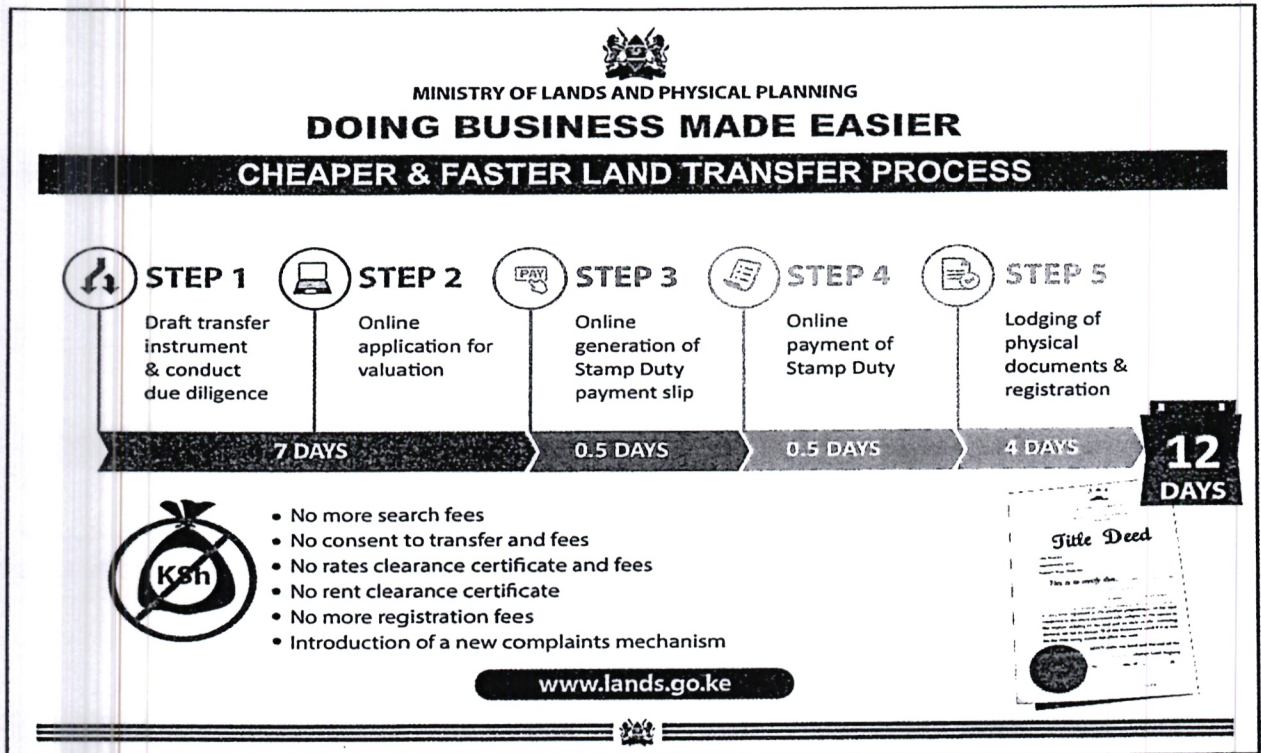 MINISTRY OF LANDS AND PHYSICAL PLANNING
DOING BUSINESS MADE EASIER
CHEAPER & FASTER LAND TRANSFER PROCESS
STEP 1
Draft transfer
instrument
& conduct
due diligence
STEP 2
Online
application for
valuation
PAY
STEP 3
Online
generation of
Stamp Duty
payment slip
STEP 4
Online
payment of
Stamp Duty
STEP 5
Lodging of
physical
documents &
registration
7 DAYS
0.5 DAYS
0.5 DAYS
4 DAYS
12
DAYS
KSh
• No more search fees
• No consent to transfer and fees
• No rates clearance certificate and fees
• No rent clearance certificate
• No more registration fees
• Introduction of a new complaints mechanism
Title Deed
This is to certify that
www.lands.go.ke